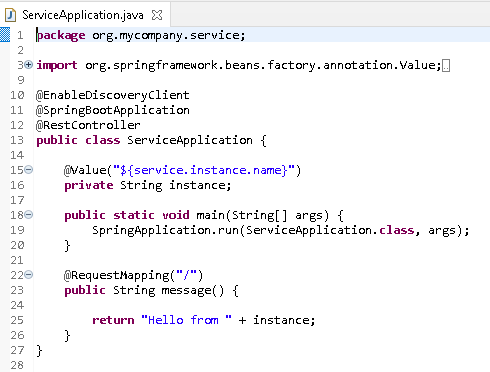 ServiceApplication.java
1 package org.mycompany.service;
2
3 import org.springframework.beans.factory.annotation.Value;
9
10 @EnableDiscoveryClient
11 @SpringBootApplication
12 @RestController
13 public class ServiceApplication {
14
15 @Value("${service.instance.name}")
16 private String instance;
17
18 public static void main(String[] args) {
19 SpringApplication.run(ServiceApplication.class, args);
20 }
21
22 @RequestMapping("/")
23 public String message() {
24
25 return "Hello from " + instance;
26 }
27 }
28